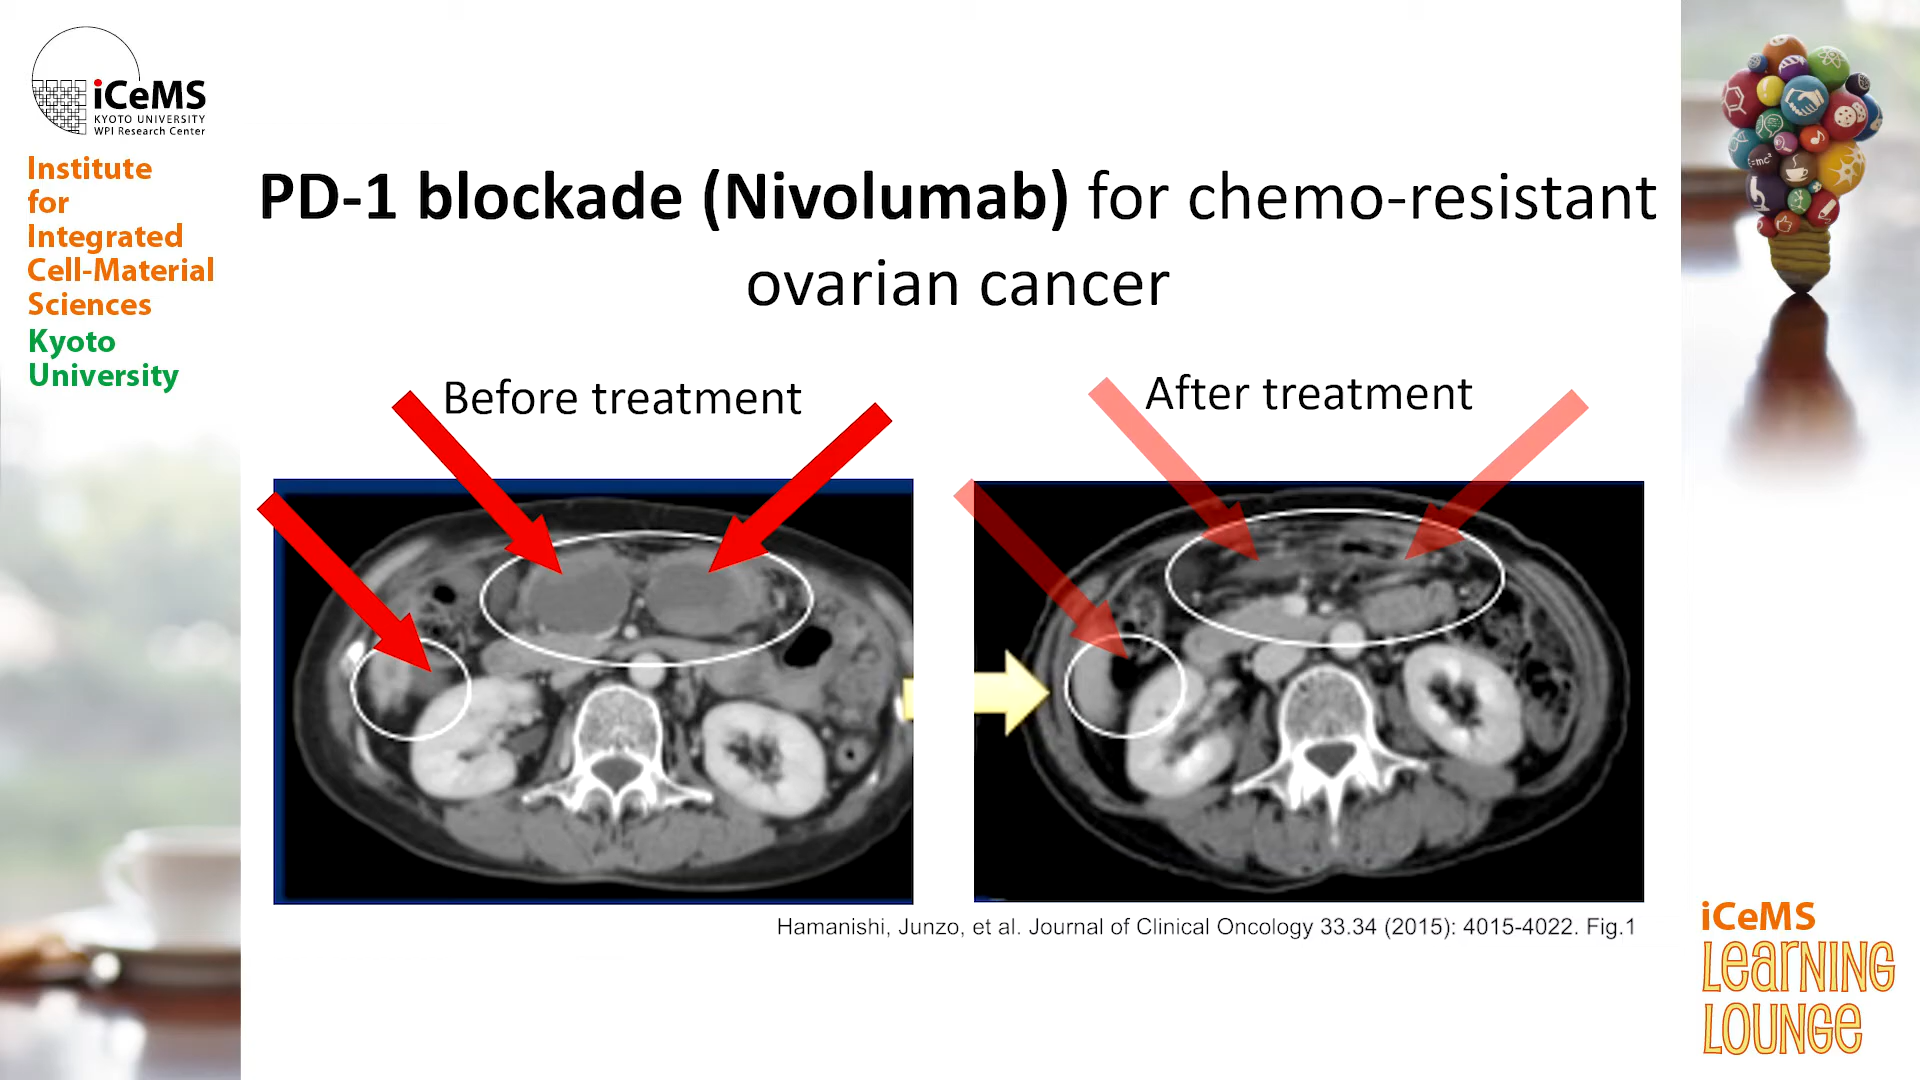 iCeMS
KYOTO UNIVERSITY
WPI Research Center
Institute
for
Integrated
Cell-Material
Sciences
Kyoto
University
PD-1 blockade (Nivolumab) for chemo-resistant
ovarian cancer
Before treatment
After treatment
Hamanishi, Junzo, et al. Journal of Clinical Oncology 33.34 (2015): 4015-4022. Fig.1
iCeMS
LeaRNING
LOUNGe